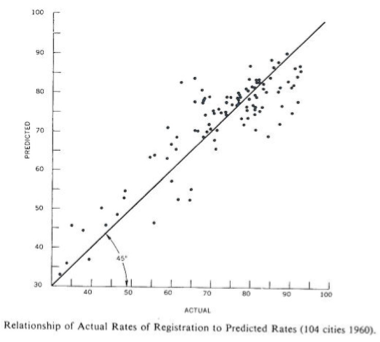 100
90
80
70
60
50
40
30
PREDICTED
45°
40 50 60 70 80 90 100
ACTUAL
Relationship of Actual Rates of Registration to Predicted Rates (104 cities 1960).